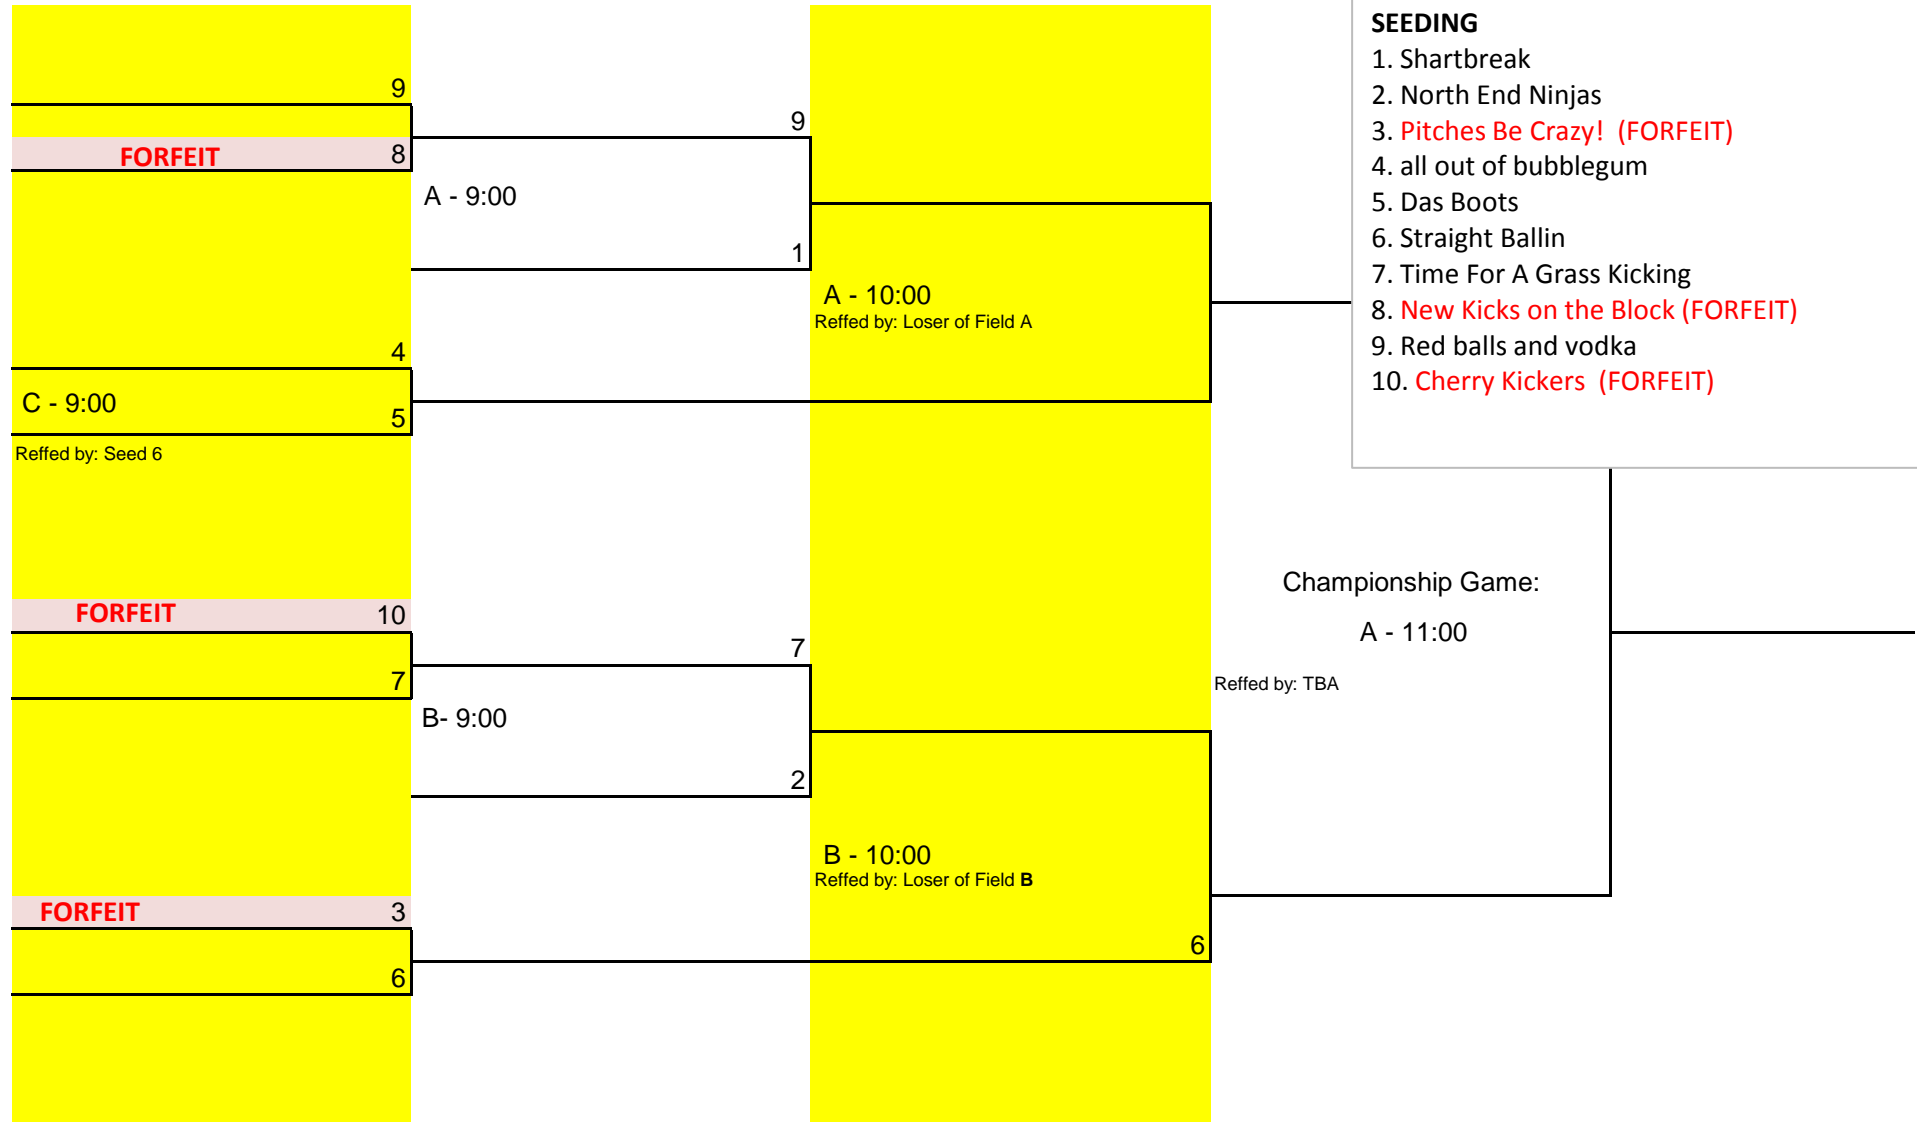 SEEDING
1. Shartbreak
2. North End Ninjas
3. Pitches Be Crazy! (FORFEIT)
4. all out of bubblegum
5. Das Boots
6. Straight Ballin
7. Time For A Grass Kicking
8. New Kicks on the Block (FORFEIT)
9. Red balls and vodka
10. Cherry Kickers (FORFEIT)
9
FORFEIT 8
4
C - 9:00
5
Reffed by: Seed 6
FORFEIT 10
7
FORFEIT 3
6
9
A - 9:00
1
7
B- 9:00
2
A - 10:00
Reffed by: Loser of Field A
B - 10:00
Reffed by: Loser of Field B
6
Championship Game:
A - 11:00
Reffed by: TBA